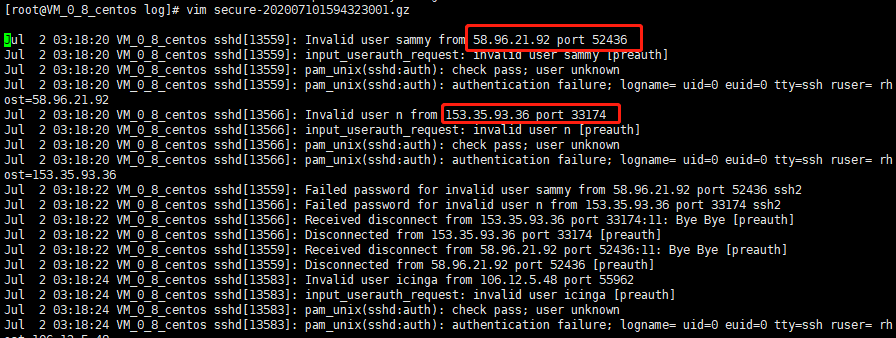 [root@VM_0_8_centos log]# vim secure-202007101594323001.gz
Jul  2 03:18:20 VM_0_8_centos sshd[13559]: Invalid user sammy from 58.96.21.92 port 52436
Jul  2 03:18:20 VM_0_8_centos sshd[13559]: input_userauth_request: invalid user sammy [preauth]
Jul  2 03:18:20 VM_0_8_centos sshd[13559]: pam_unix(sshd:auth): check pass; user unknown
Jul  2 03:18:20 VM_0_8_centos sshd[13559]: pam_unix(sshd:auth): authentication failure; logname= uid=0 euid=0 tty=ssh ruser= rh
ost=58.96.21.92
Jul  2 03:18:20 VM_0_8_centos sshd[13566]: Invalid user n from 153.35.93.36 port 33174
Jul  2 03:18:20 VM_0_8_centos sshd[13566]: input_userauth_request: invalid user n [preauth]
Jul  2 03:18:20 VM_0_8_centos sshd[13566]: pam_unix(sshd:auth): check pass; user unknown
Jul  2 03:18:20 VM_0_8_centos sshd[13566]: pam_unix(sshd:auth): authentication failure; logname= uid=0 euid=0 tty=ssh ruser= rh
ost=153.35.93.36
Jul  2 03:18:22 VM_0_8_centos sshd[13559]: Failed password for invalid user sammy from 58.96.21.92 port 52436 ssh2
Jul  2 03:18:22 VM_0_8_centos sshd[13566]: Failed password for invalid user n from 153.35.93.36 port 33174 ssh2
Jul  2 03:18:22 VM_0_8_centos sshd[13566]: Received disconnect from 153.35.93.36 port 33174:11: Bye Bye [preauth]
Jul  2 03:18:22 VM_0_8_centos sshd[13566]: Disconnected from 153.35.93.36 port 33174 [preauth]
Jul  2 03:18:22 VM_0_8_centos sshd[13559]: Received disconnect from 58.96.21.92 port 52436:11: Bye Bye [preauth]
Jul  2 03:18:22 VM_0_8_centos sshd[13559]: Disconnected from 58.96.21.92 port 52436 [preauth]
Jul  2 03:18:24 VM_0_8_centos sshd[13583]: Invalid user icinga from 106.12.5.48 port 55962
Jul  2 03:18:24 VM_0_8_centos sshd[13583]: input_userauth_request: invalid user icinga [preauth]
Jul  2 03:18:24 VM_0_8_centos sshd[13583]: pam_unix(sshd:auth): check pass; user unknown
Jul  2 03:18:24 VM_0_8_centos sshd[13583]: pam_unix(sshd:auth): authentication failure; logname= uid=0 euid=0 tty=ssh ruser= rh
ost=106.12.5.48